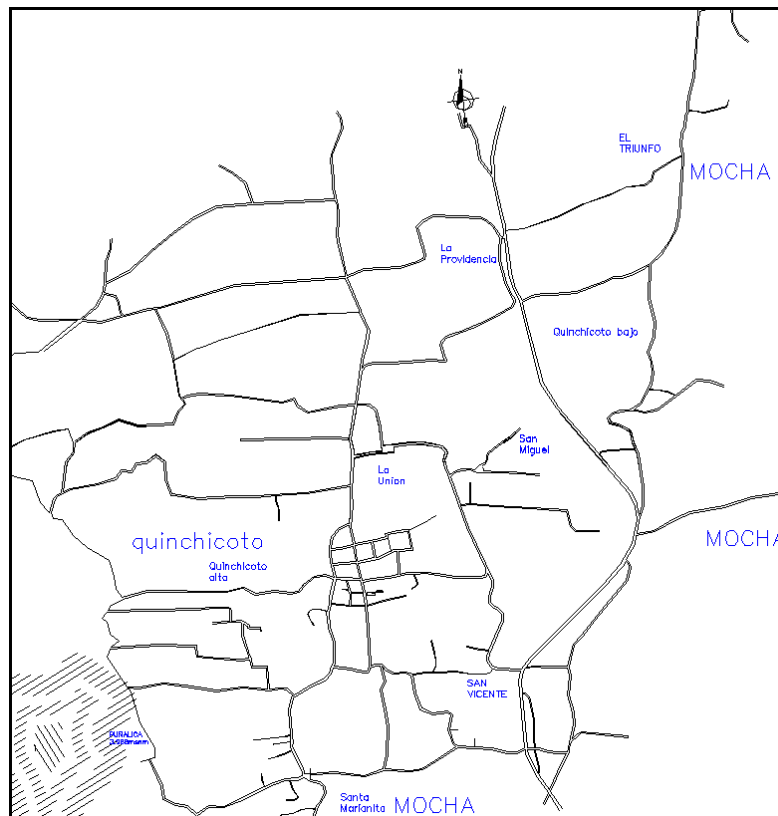 N
EL
TRIUNFO
MOCHA
La
Providencia
Quinchicoto bajo
San
Miguel
La
Union
quinchicoto
MOCHA
Quinchicoto
alta
SAN
VICENTE
PUÑALICA
Santa
Marianita
MOCHA